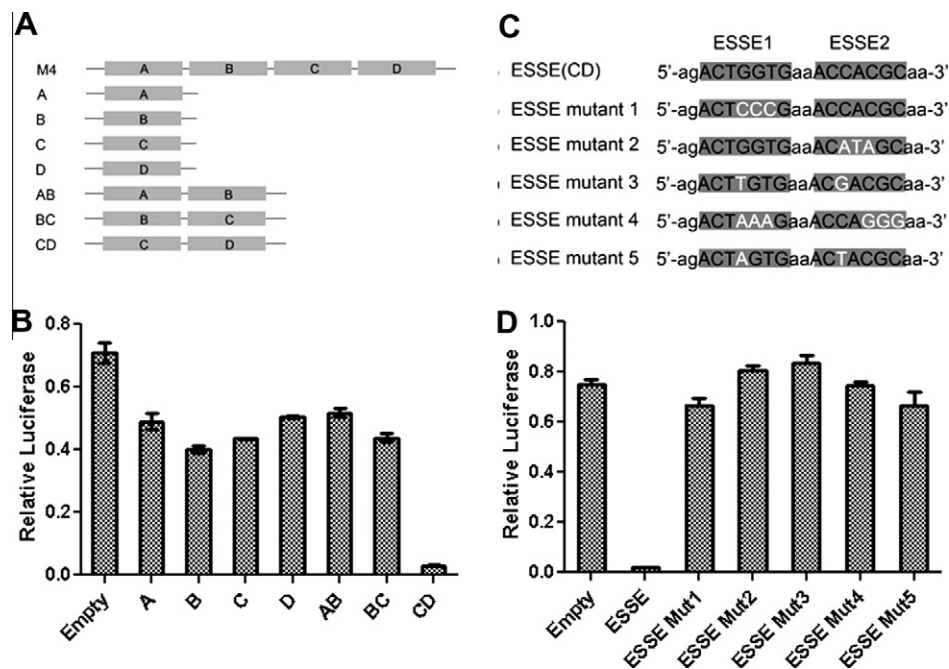 A
M4 A B C D
A A
B B
C C
D D
AB A B
BC B C
CD C D
C
ESSE1 ESSE2
ESSE(CD) 5’-agACTGGTGaaACCACGCaa-3’
ESSE mutant 1 5’-agACTCCCGaaACCACGCaa-3’
ESSE mutant 2 5’-agACTGGTGaaACATAGCaa-3’
ESSE mutant 3 5’-agACTTGTGaaACGACGCaa-3’
ESSE mutant 4 5’-agACTAAAGaaACCAGGGaa-3’
ESSE mutant 5 5’-agACTAGTGaaACTACGCaa-3’
B
Relative Luciferase
0.8
0.6
0.4
0.2
0.0
Empty A B C D AB BC CD
D
Relative Luciferase
1.0
0.8
0.6
0.4
0.2
0.0
Empty ESSE ESSE Mut1 ESSE Mut2 ESSE Mut3 ESSE Mut4 ESSE Mut5